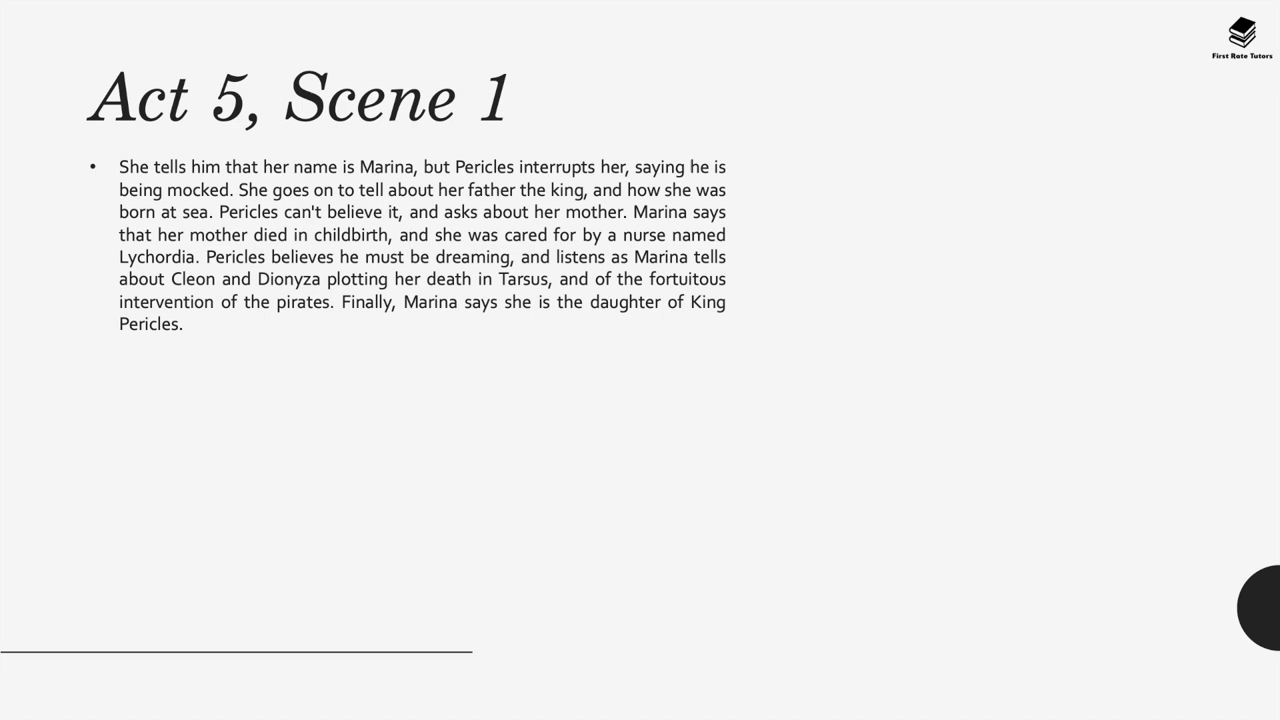 First Rate Tutors
Act 5, Scene 1
• She tells him that her name is Marina, but Pericles interrupts her, saying he is
being mocked. She goes on to tell about her father the king, and how she was
born at sea. Pericles can't believe it, and asks about her mother. Marina says
that her mother died in childbirth, and she was cared for by a nurse named
Lychordia. Pericles believes he must be dreaming, and listens as Marina tells
about Cleon and Dionyza plotting her death in Tarsus, and of the fortuitous
intervention of the pirates. Finally, Marina says she is the daughter of King
Pericles.